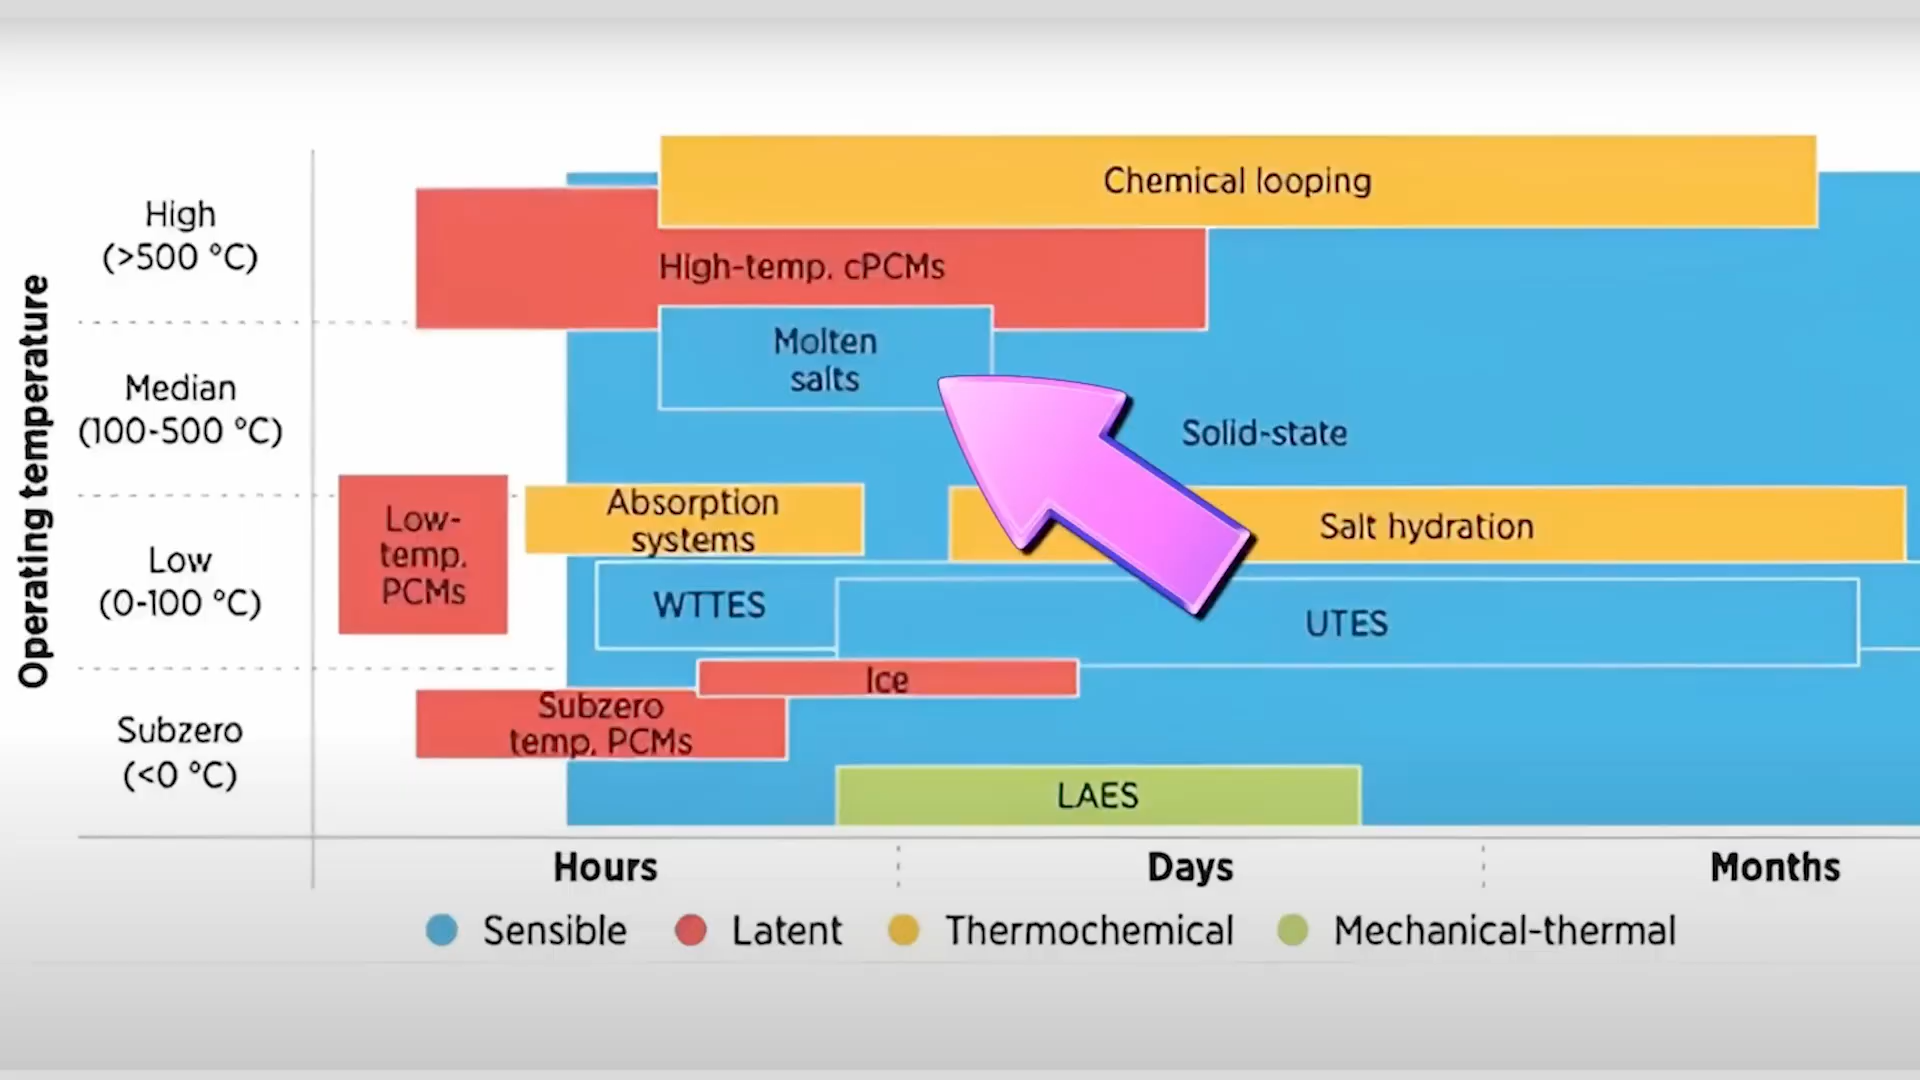 Operating temperature
High
(>500 °C)
Median
(100-500 °C)
Low
(0-100 °C)
Subzero
(<0 °C)
Chemical looping
High-temp. cPCMs
Molten
salts
Solid-state
Low-
temp.
PCMs
Absorption
systems
Salt hydration
WTTES
UTES
Ice
Subzero
temp. PCMs
LAES
Hours
Days
Months
Sensible
Latent
Thermochemical
Mechanical-thermal